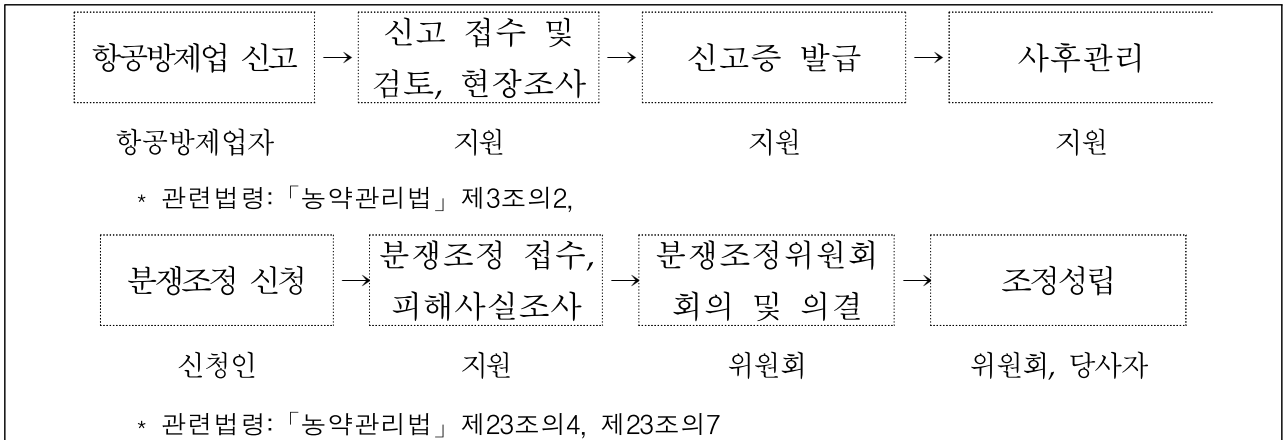 항공방제업 신고 → 신고 접수 및 → 신고증 발급 → 사후관리
검토, 현장조사
항공방제업자 지원 지원 지원
* 관련법령:「농약관리법」제3조의2,
분쟁조정 신청 → 분쟁조정 접수, → 분쟁조정위원회 → 조정성립
피해사실조사 회의 및 의결
신청인 지원 위원회 위원회, 당사자
* 관련법령:「농약관리법」제23조의4, 제23조의7